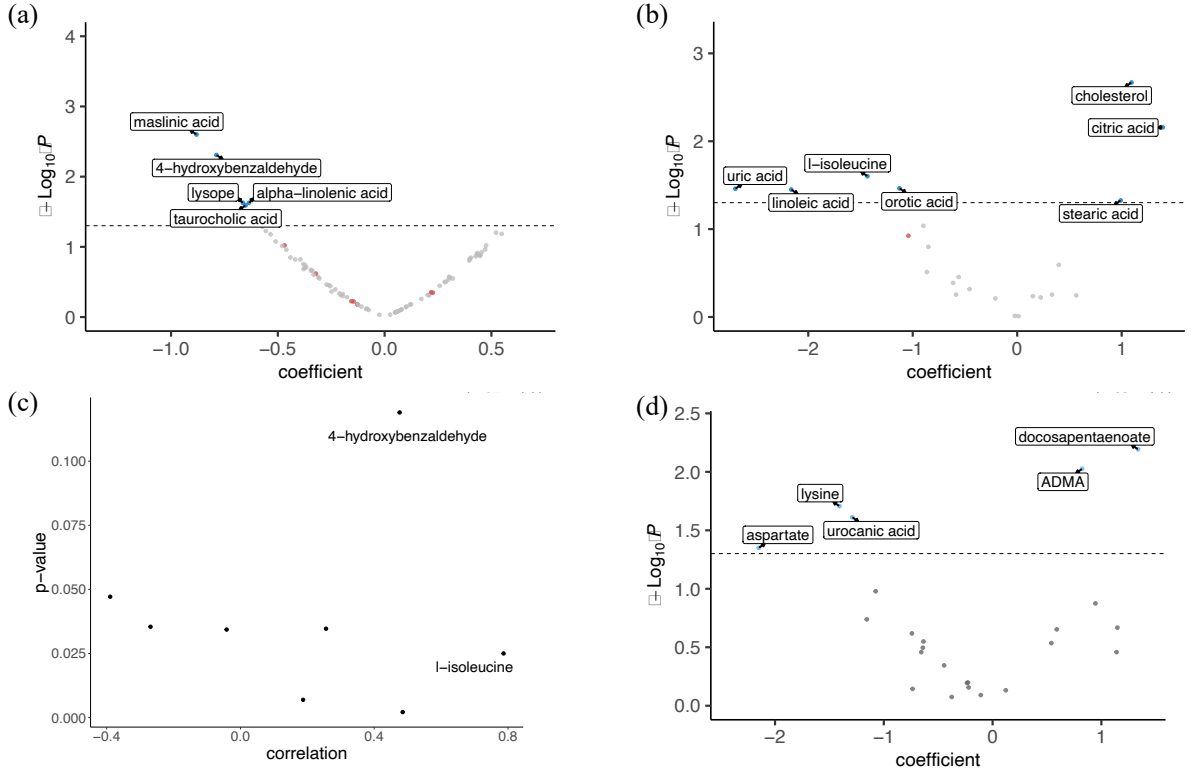 (a)
4
3
2
1
0
□−Log10□P
maslinic acid
4−hydroxybenzaldehyde
lysope
alpha−linolenic acid
taurocholic acid
−1.0
−0.5
0.0
0.5
coefficient
(b)
3
2
1
0
□−Log10□P
cholesterol
citric acid
l−isoleucine
uric acid
linoleic acid
orotic acid
stearic acid
−2
−1
0
1
coefficient
(c)
0.100
0.075
0.050
0.025
0.000
p−value
4−hydroxybenzaldehyde
l−isoleucine
−0.4
0.0
0.4
0.8
correlation
(d)
2.5
2.0
1.5
1.0
0.5
0.0
□−Log10□P
docosapentaenoate
ADMA
lysine
urocanic acid
aspartate
−2
−1
0
1
coefficient